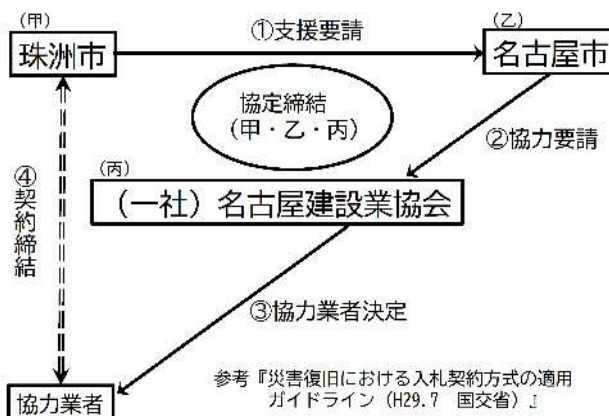 (甲)
珠洲市
①支援要請
(乙)
名古屋市
協定締結
(甲・乙・丙)
②協力要請
(丙)
(一社)名古屋建設業協会
④契約締結
③協力業者決定
協力業者
参考『災害復旧における入札契約方式の適用
ガイドライン(H29.7 国交省)』